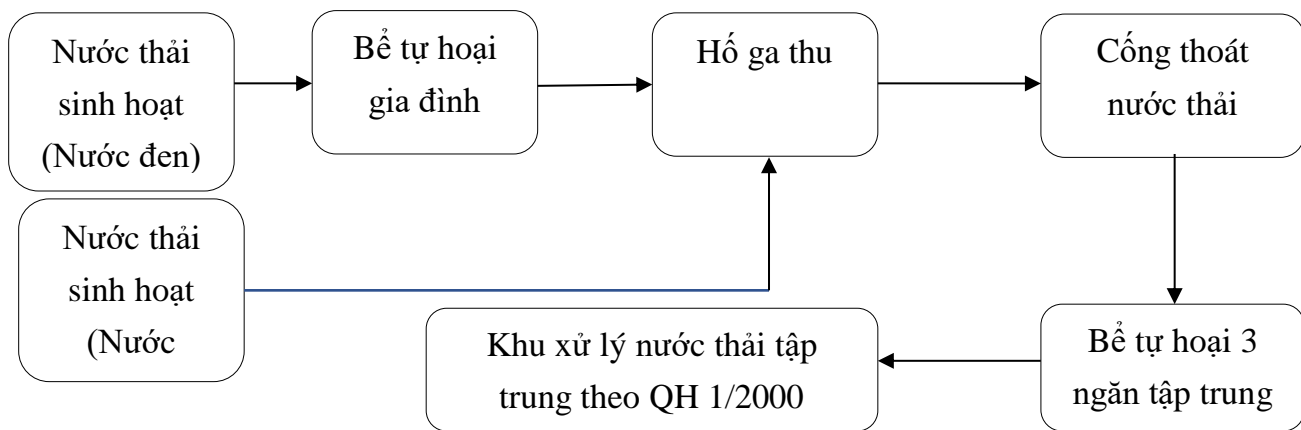 Nước thải
sinh hoạt
(Nước đen)
Bể tự hoại
gia đình
Hố ga thu
Cống thoát
nước thải
Nước thải
sinh hoạt
(Nước
Khu xử lý nước thải tập
trung theo QH 1/2000
Bể tự hoại 3
ngăn tập trung